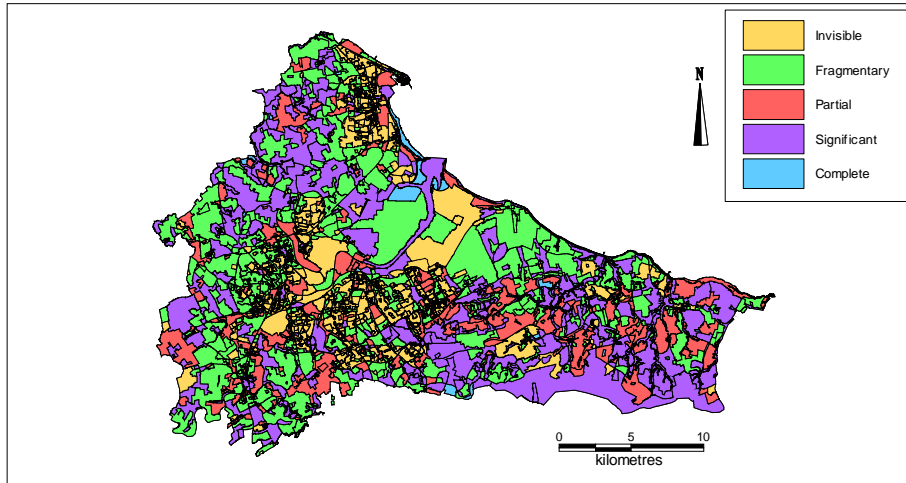 Invisible
Fragmentary
Partial
Significant
Complete
N
0 5 10
kilometres